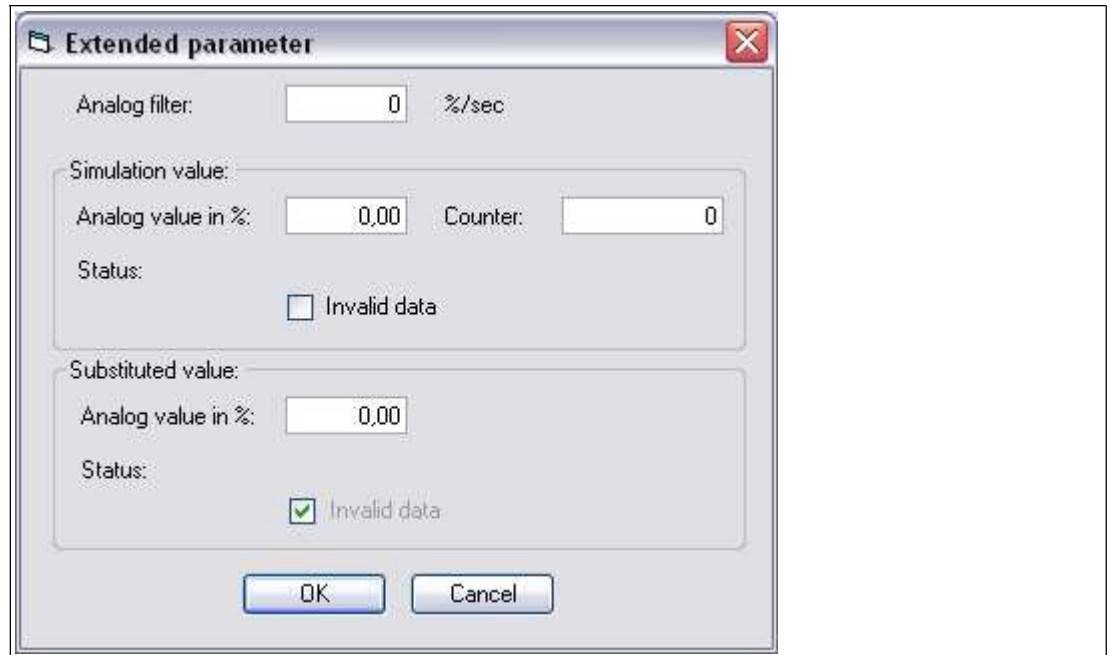 Extended parameter
Analog filter: 0 %/sec
Simulation value:
Analog value in %: 0,00 Counter: 0
Status:
Invalid data
Substituted value:
Analog value in %: 0,00
Status:
Invalid data
OK Cancel